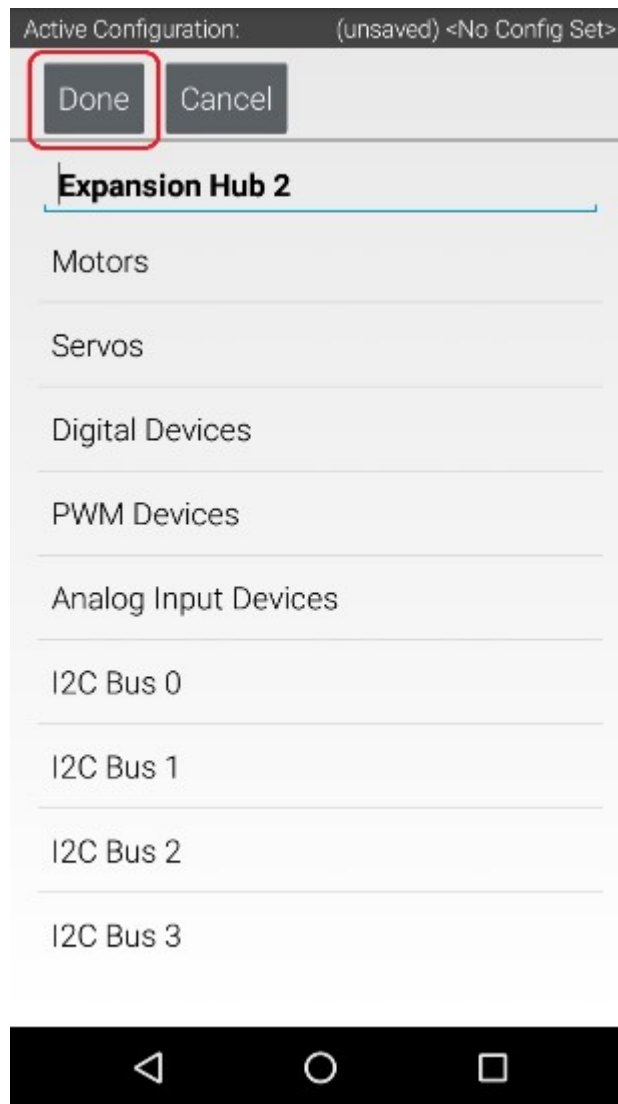 Active Configuration: (unsaved) <No Config Set>
Done Cancel
Expansion Hub 2
Motors
Servos
Digital Devices
PWM Devices
Analog Input Devices
I2C Bus 0
I2C Bus 1
I2C Bus 2
I2C Bus 3